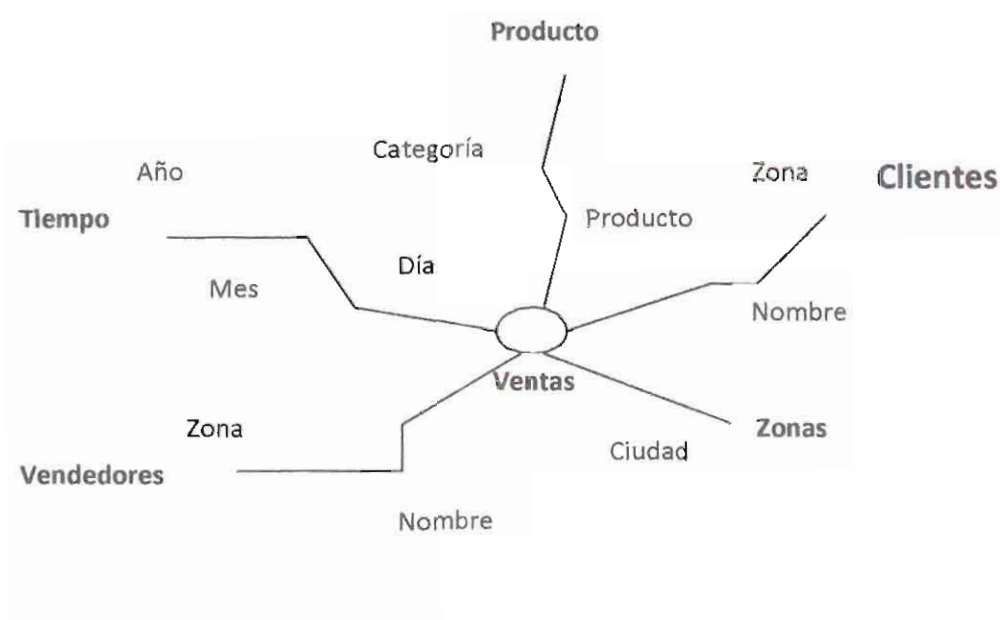 Producto
Categoría
Año
Zona
Clientes
Tiempo
Producto
Día
Mes
Nombre
Ventas
Zona
Zonas
Ciudad
Vendedores
Nombre